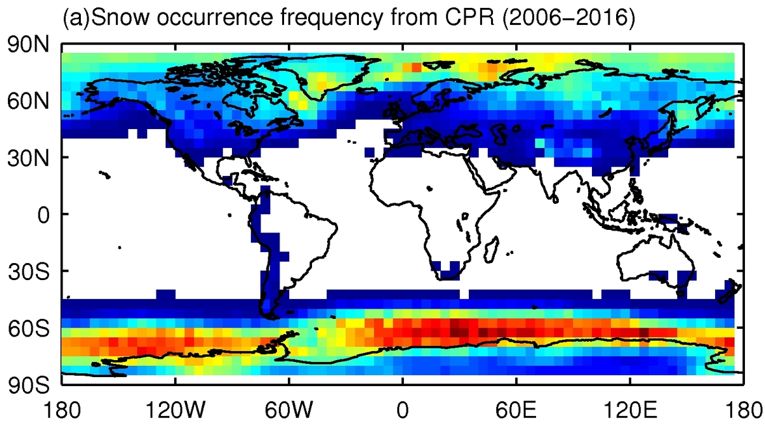 (a)Snow occurrence frequency from CPR (2006−2016)
90N
60N
30N
0
30S
60S
90S
180 120W 60W 0 60E 120E 180